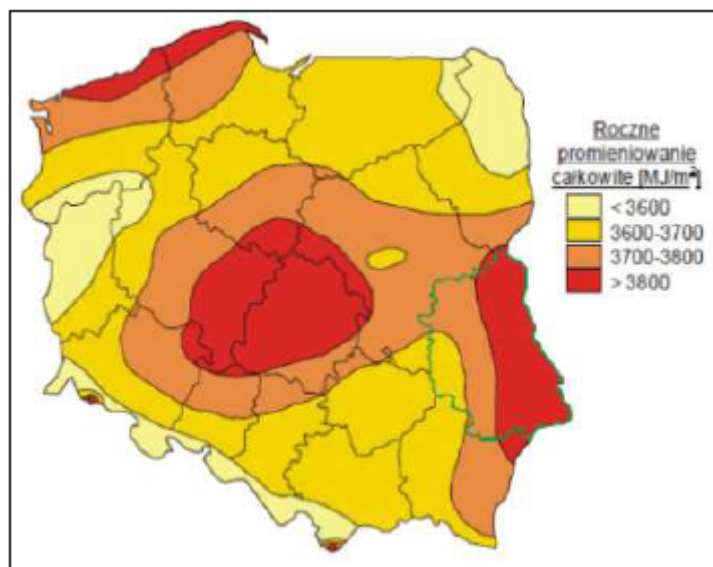 Roczne
promieniowanie
całkowite [MJ/m²]
< 3600
3600-3700
3700-3800
> 3800